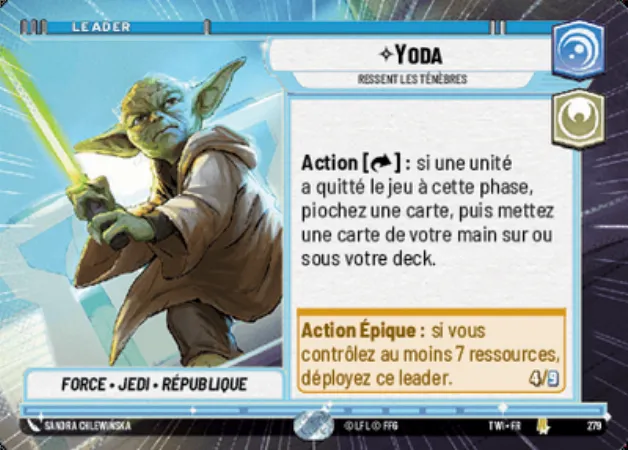 LEADER
YODA
RESSENT LES TÉNÈBRES
Action [ ] : si une unité
a quitté le jeu à cette phase,
piochez une carte, puis mettez
une carte de votre main sur ou
sous votre deck.
Action Épique : si vous
contrôlez au moins 7 ressources,
déployez ce leader. 4/9
FORCE • JEDI • RÉPUBLIQUE
SANDRA CHLEWIŃSKA
©LFL © FFG
TWI • FR
279